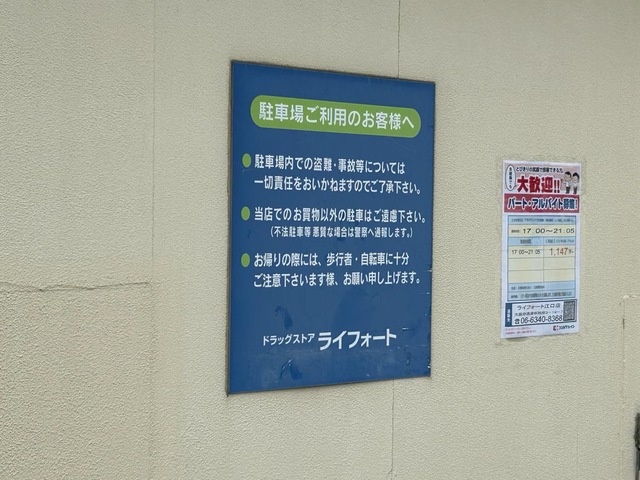 駐車場ご利用のお客様へ
駐車場内での盗難・事故等については
一切責任をおいかねますのでご了承下さい。
当店でのお買物以外の駐車はご遠慮下さい。
（不法駐車等 悪質な場合は警察へ通報します。）
お帰りの際には、歩行者・自転車に十分
ご注意下さいます様、お願い申し上げます。
ドラッグストア ライフォート
大歓迎!!
パート・アルバイト
17:00~21:05
17:00~21:05 1,147
ライフォート
06-6340-8368